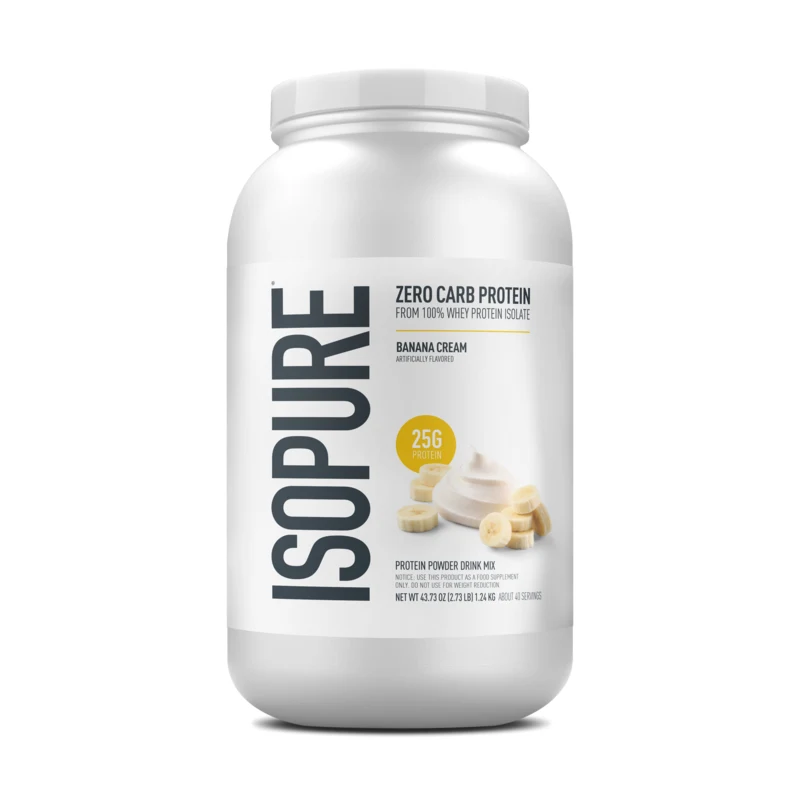 ISOPURE®
ZERO CARB PROTEIN
FROM 100% WHEY PROTEIN ISOLATE
BANANA CREAM
ARTIFICIALLY FLAVORED
25G
PROTEIN
PROTEIN POWDER DRINK MIX
NOTICE: USE THIS PRODUCT AS A FOOD SUPPLEMENT
ONLY. DO NOT USE FOR WEIGHT REDUCTION
NET WT 43.73 OZ (2.73 LB) 1.24 KG ABOUT 40 SERVINGS